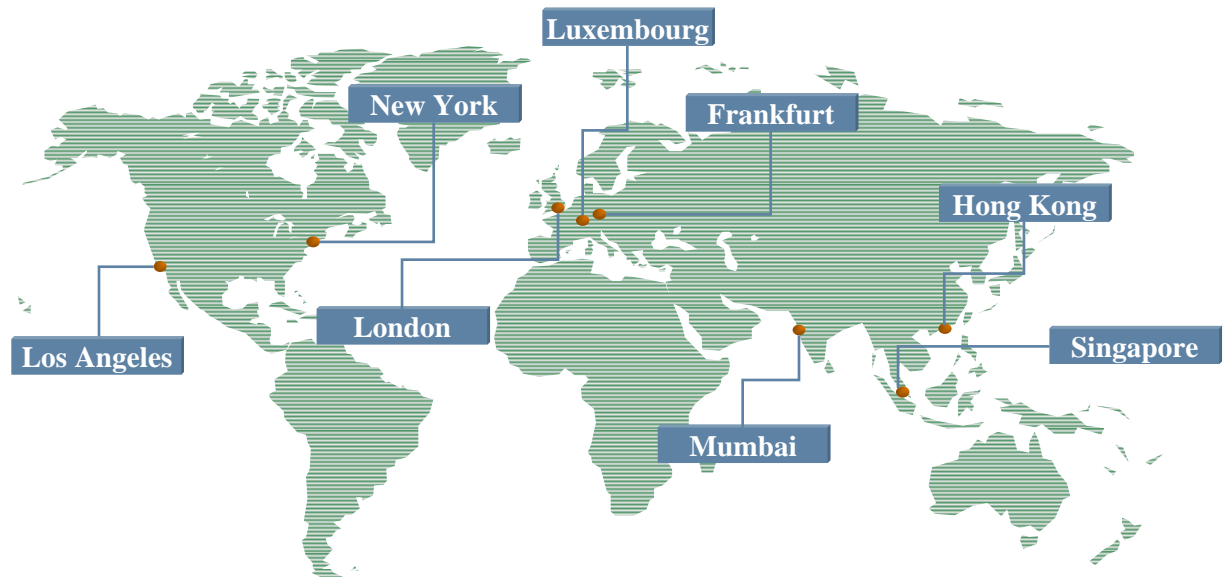 Luxembourg
New York
Frankfurt
Hong Kong
London
Los Angeles
Singapore
Mumbai